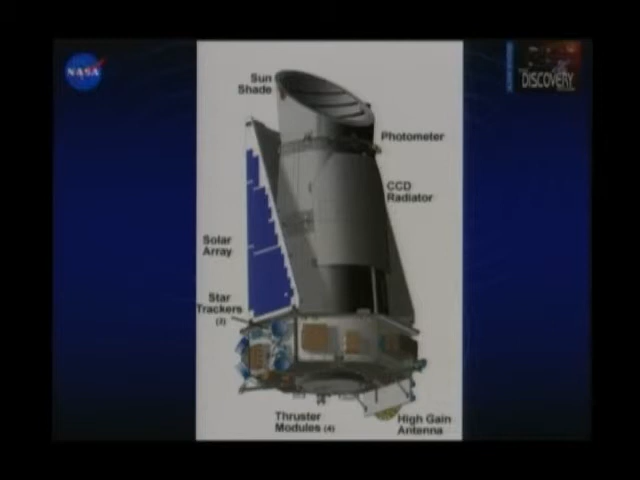 NASA
DISCOVERY
Sun
Shade
Photometer
CCD
Radiator
Solar
Array
Star
Trackers
(2)
Thruster
Modules (4)
High Gain
Antenna